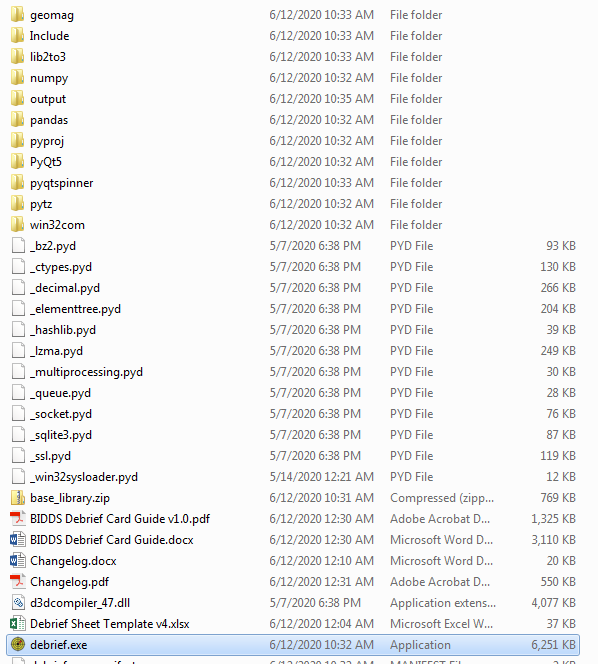 geomag 6/12/2020 10:33 AM File folder
Include 6/12/2020 10:33 AM File folder
lib2to3 6/12/2020 10:33 AM File folder
numpy 6/12/2020 10:32 AM File folder
output 6/12/2020 10:35 AM File folder
pandas 6/12/2020 10:32 AM File folder
pyproj 6/12/2020 10:32 AM File folder
PyQt5 6/12/2020 10:32 AM File folder
pyqtspinner 6/12/2020 10:33 AM File folder
pytz 6/12/2020 10:32 AM File folder
win32com 6/12/2020 10:32 AM File folder
_bz2.pyd 5/7/2020 6:38 PM PYD File 93 KB
_ctypes.pyd 5/7/2020 6:38 PM PYD File 130 KB
_decimal.pyd 5/7/2020 6:38 PM PYD File 266 KB
_elementtree.pyd 5/7/2020 6:38 PM PYD File 204 KB
_hashlib.pyd 5/7/2020 6:38 PM PYD File 39 KB
_lzma.pyd 5/7/2020 6:38 PM PYD File 249 KB
_multiprocessing.pyd 5/7/2020 6:38 PM PYD File 30 KB
_queue.pyd 5/7/2020 6:38 PM PYD File 28 KB
_socket.pyd 5/7/2020 6:38 PM PYD File 76 KB
_sqlite3.pyd 5/7/2020 6:38 PM PYD File 87 KB
_ssl.pyd 5/7/2020 6:38 PM PYD File 119 KB
_win32sysloader.pyd 5/14/2020 12:21 AM PYD File 12 KB
base_library.zip 6/12/2020 10:31 AM Compressed (zipp... 769 KB
BIDDS Debrief Card Guide v1.0.pdf 6/12/2020 12:30 AM Adobe Acrobat D... 1,325 KB
BIDDS Debrief Card Guide.docx 6/12/2020 12:30 AM Microsoft Word D... 3,110 KB
Changelog.docx 6/12/2020 12:10 AM Microsoft Word D... 20 KB
Changelog.pdf 6/12/2020 12:31 AM Adobe Acrobat D... 550 KB
d3dcompiler_47.dll 5/7/2020 6:38 PM Application extens... 4,077 KB
Debrief Sheet Template v4.xlsx 6/12/2020 12:04 AM Microsoft Excel W... 37 KB
debrief.exe 6/12/2020 10:32 AM Application 6,251 KB